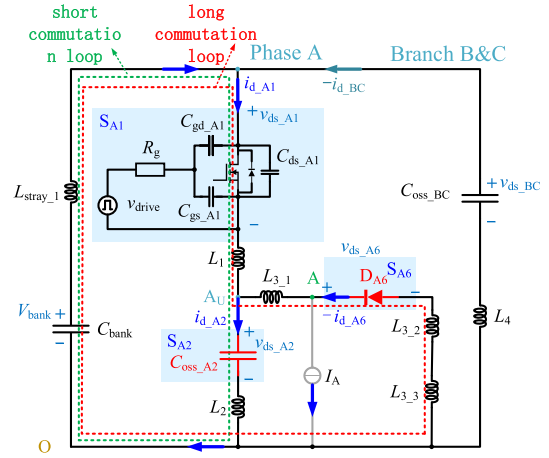 short
commutatio
n loop
long
commutation
loop
Phase A
Branch B&C
i_d_A1
−i_d_BC
+
v_ds_A1
S_A1
C_gd_A1
R_g
C_ds_A1
L_stray_1
v_drive
C_gs_A1
−
C_oss_BC
+
v_ds_BC
−
L_1
v_ds_A6
L_3_1
A
+
D_A6
S_A6
−
A_U
−i_d_A6
V_bank
+
−
C_bank
i_d_A2
S_A2
+
C_oss_A2
v_ds_A2
−
L_3_2
L_4
I_A
L_3_3
L_2
O